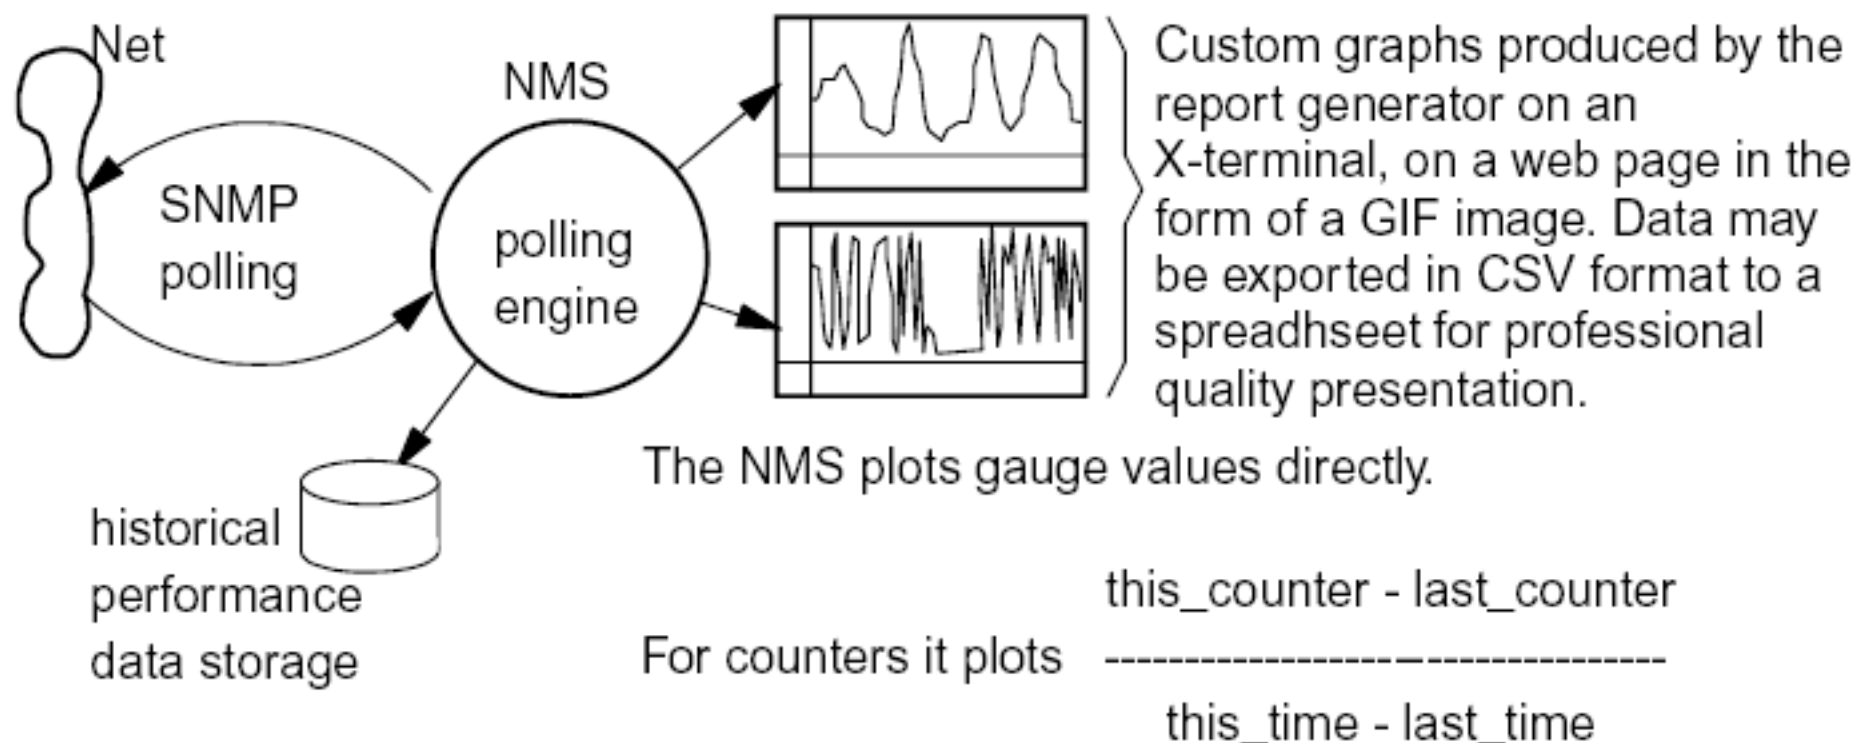 Net
NMS
SNMP
polling
polling
engine
Custom graphs produced by the
report generator on an
X-terminal, on a web page in the
form of a GIF image. Data may
be exported in CSV format to a
spreadhseet for professional
quality presentation.
The NMS plots gauge values directly.
historical
performance
data storage
this_counter - last_counter
For counters it plots ----------------------------------
this_time - last_time